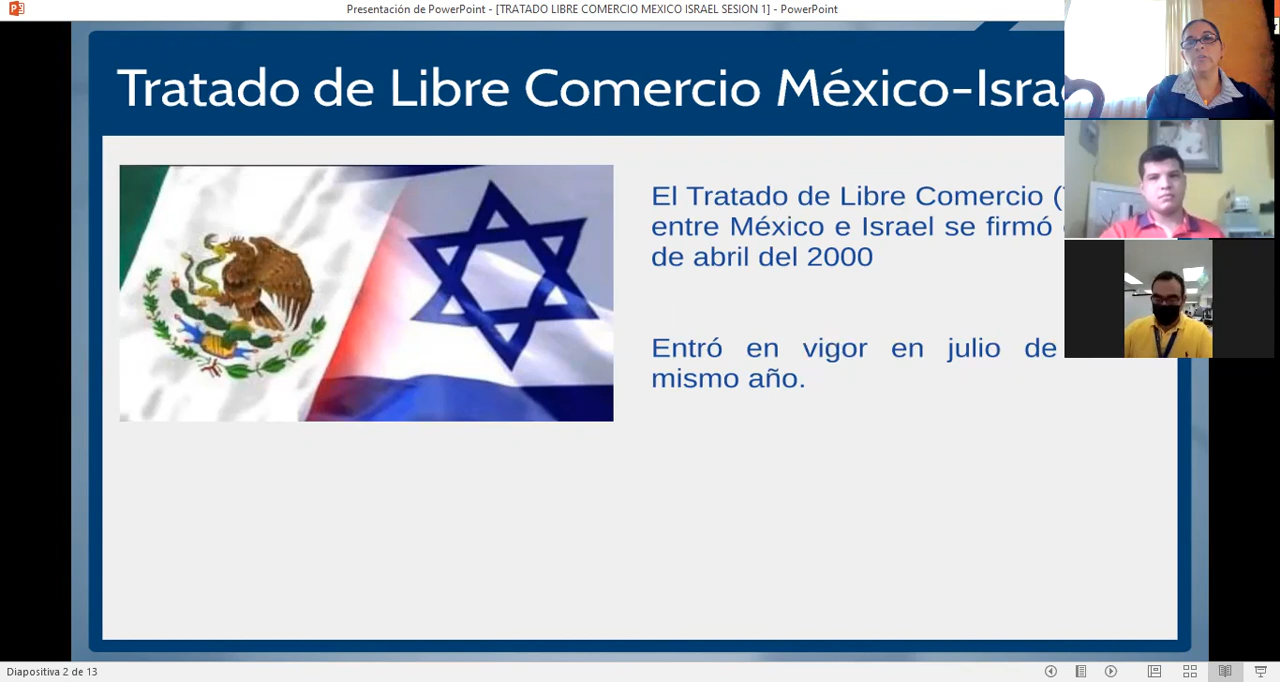 Presentación de PowerPoint - [TRATADO LIBRE COMERCIO MEXICO ISRAEL SESION 1] - PowerPoint
Tratado de Libre Comercio México-Israe
El Tratado de Libre Comercio (
entre México e Israel se firmó
de abril del 2000
Entró en vigor en julio de
mismo año.
Diapositiva 2 de 13